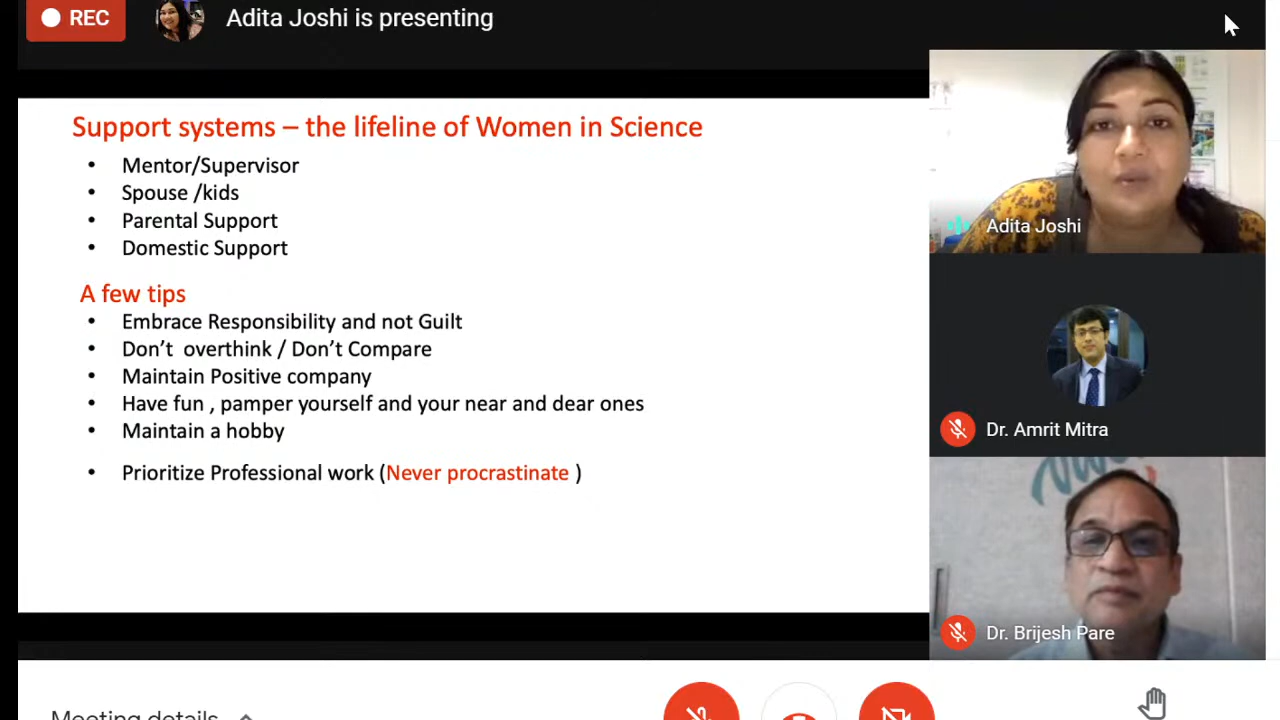 REC
Adita Joshi is presenting
Support systems – the lifeline of Women in Science
• Mentor/Supervisor
• Spouse /kids
• Parental Support
• Domestic Support
A few tips
• Embrace Responsibility and not Guilt
• Don’t overthink / Don’t Compare
• Maintain Positive company
• Have fun , pamper yourself and your near and dear ones
• Maintain a hobby
• Prioritize Professional work (Never procrastinate )
Adita Joshi
Dr. Amrit Mitra
Dr. Brijesh Pare
Meeting details